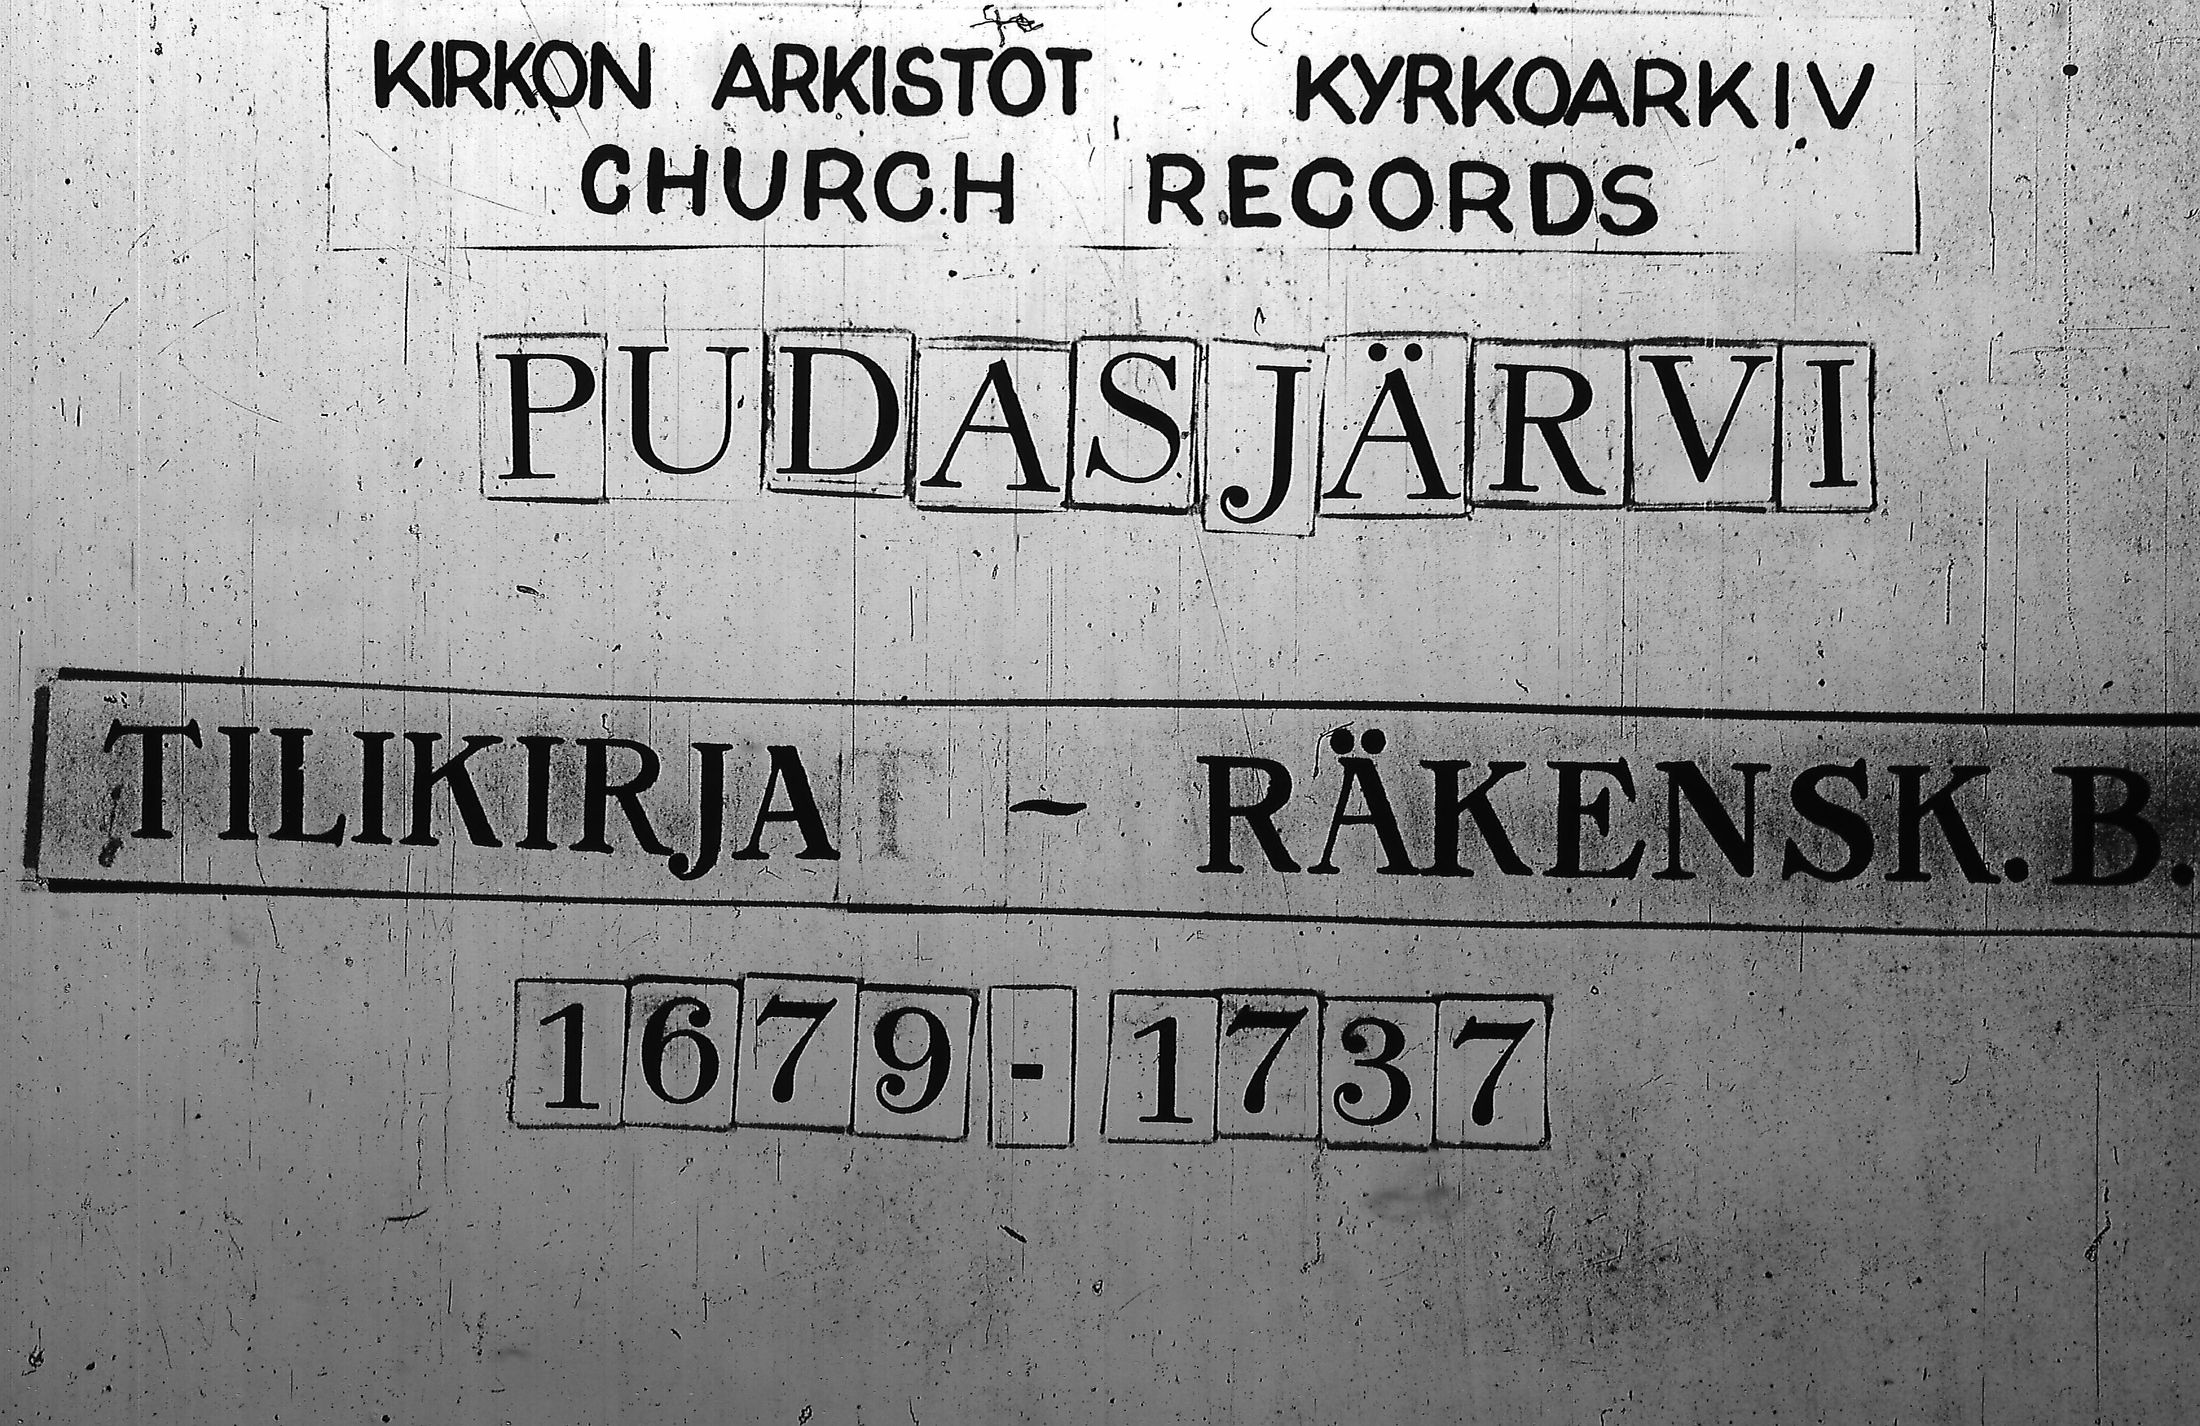 KIRKON ARKISTOT KYRKOARKIV
CHURCH RECORDS
PUDASJÄRVI
TILIKIRJA ~ RÄKENSK. B.
1679-1737